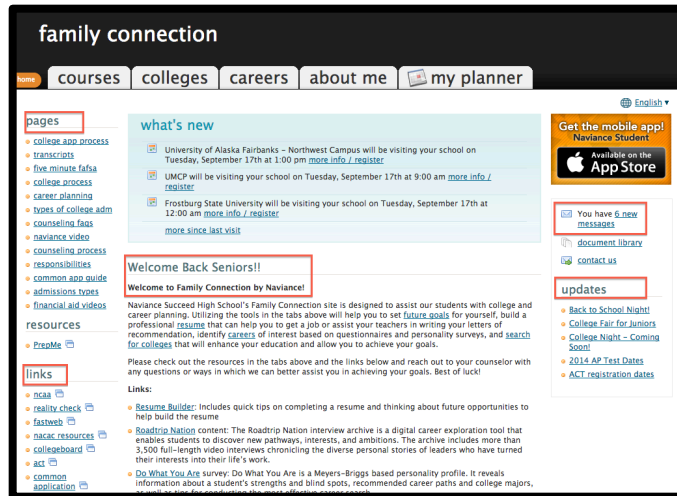 family connection
home
courses
colleges
careers
about me
my planner
English
pages
college app process
transcripts
five minute fafsa
college process
career planning
types of college adm
counseling faqs
naviance video
counseling process
responsibilities
common app guide
admissions types
financial aid videos
resources
PrepMe
links
ncaa
reality check
fastweb
nacac resources
collegeboard
act
common
application
what's new
University of Alaska Fairbanks - Northwest Campus will be visiting your school on
Tuesday, September 17th at 1:00 pm more info / register
UMCP will be visiting your school on Tuesday, September 17th at 9:00 am more info /
register
Frostburg State University will be visiting your school on Tuesday, September 17th at
12:00 am more info / register
more since last visit
Welcome Back Seniors!!
Welcome to Family Connection by Naviance!
Naviance Succeed High School's Family Connection site is designed to assist our students with college and
career planning. Utilizing the tools in the tabs above will help you to set future goals for yourself, build a
professional resume that can help you to get a job or assist your teachers in writing your letters of
recommendation, identify careers of interest based on questionnaires and personality surveys, and search
for colleges that will enhance your education and allow you to achieve your goals.
Please check out the resources in the tabs above and the links below and reach out to your counselor with
any questions or ways in which we can better assist you in achieving your goals. Best of luck!
Links:
Resume Builder: Includes quick tips on completing a resume and thinking about future opportunities to
help build the resume
Roadtrip Nation content: The Roadtrip Nation interview archive is a digital career exploration tool that
enables students to discover new pathways, interests, and ambitions. The archive includes more than
3,500 full-length video interviews chronicling the diverse personal stories of leaders who have turned
their interests into their life's work.
Do What You Are survey: Do What You Are is a Meyers-Briggs based personality profile. It reveals
information about a student's strengths and blind spots, recommended career paths and college majors,
as well as tips for conducting the most effective career search
Get the mobile app!
Naviance Student
Available on the
App Store
You have 6 new
messages
document library
contact us
updates
Back to School Night!
College Fair for Juniors
College Night - Coming
Soon!
2014 AP Test Dates
ACT registration dates